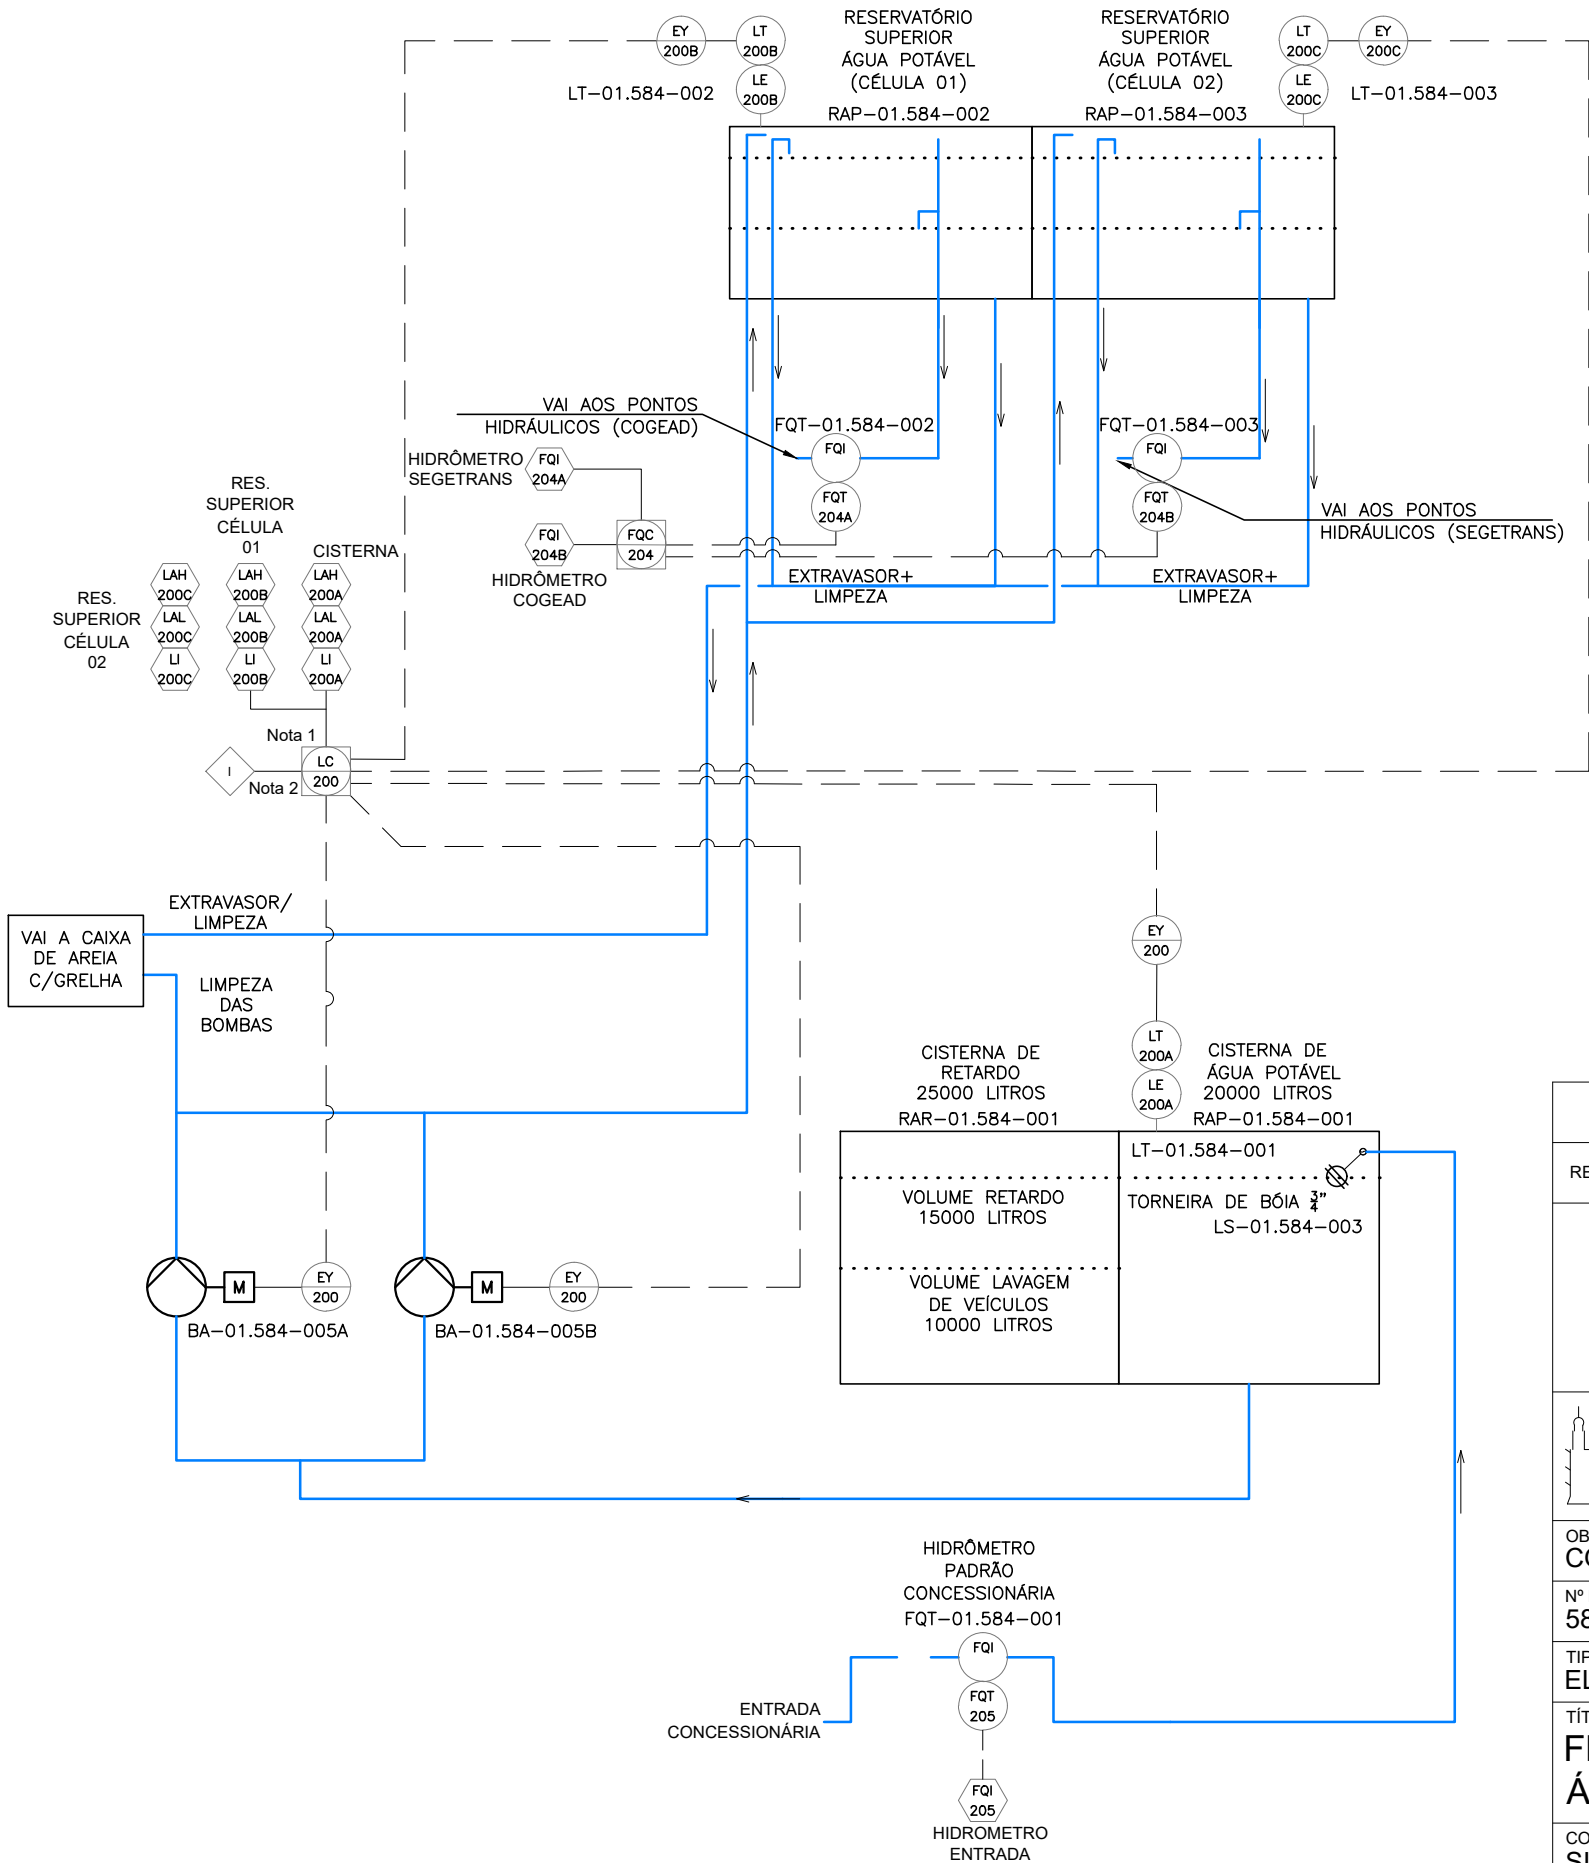 EY
200B
LT
200B
LE
200B
LT-01.584-002
RESERVATÓRIO
SUPERIOR
ÁGUA POTÁVEL
(CÉLULA 01)
RAP-01.584-002
RESERVATÓRIO
SUPERIOR
ÁGUA POTÁVEL
(CÉLULA 02)
RAP-01.584-003
LT
200C
EY
200C
LE
200C
LT-01.584-003
VAI AOS PONTOS
HIDRÁULICOS (COGEAD)
FQT-01.584-002
FQI
FQT
204A
FQT-01.584-003
FQI
FQT
204B
VAI AOS PONTOS
HIDRÁULICOS (SEGETRANS)
HIDRÔMETRO
SEGETRANS
FQI
204A
FQI
204B
FQC
204
HIDRÔMETRO
COGEAD
EXTRAVASOR+
LIMPEZA
EXTRAVASOR+
LIMPEZA
RES.
SUPERIOR
CÉLULA
01
CISTERNA
RES.
SUPERIOR
CÉLULA
02
LAH
200C
LAL
200C
LI
200C
LAH
200B
LAL
200B
LI
200B
LAH
200A
LAL
200A
LI
200A
Nota 1
I
Nota 2
LC
200
EXTRAVASOR/
LIMPEZA
VAI A CAIXA
DE AREIA
C/GRELHA
LIMPEZA
DAS
BOMBAS
EY
200
LT
200A
LE
200A
CISTERNA DE
RETARDO
25000 LITROS
RAR-01.584-001
CISTERNA DE
ÁGUA POTÁVEL
20000 LITROS
RAP-01.584-001
LT-01.584-001
VOLUME RETARDO
15000 LITROS
TORNEIRA DE BÓIA 3/4"
LS-01.584-003
VOLUME LAVAGEM
DE VEÍCULOS
10000 LITROS
M
EY
200
BA-01.584-005A
M
EY
200
BA-01.584-005B
HIDRÔMETRO
PADRÃO
CONCESSIONÁRIA
FQT-01.584-001
FQI
FQT
205
ENTRADA
CONCESSIONÁRIA
FQI
205
HIDROMETRO
ENTRADA
RE
OB
CO
Nº
58
TIP
EL
TÍT
Á
CO